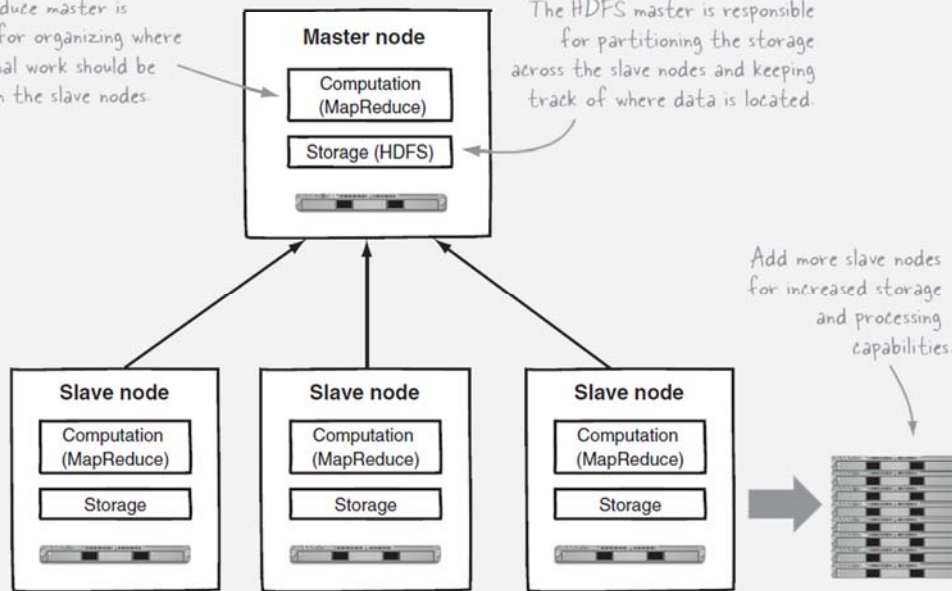 duce master is
for organizing where
nal work should be
n the slave nodes.
The HDFS master is responsible
for partitioning the storage
across the slave nodes and keeping
track of where data is located.
Master node
Computation
(MapReduce)
Storage (HDFS)
Add more slave nodes
for increased storage
and processing
capabilities.
Slave node
Computation
(MapReduce)
Storage
Slave node
Computation
(MapReduce)
Storage
Slave node
Computation
(MapReduce)
Storage